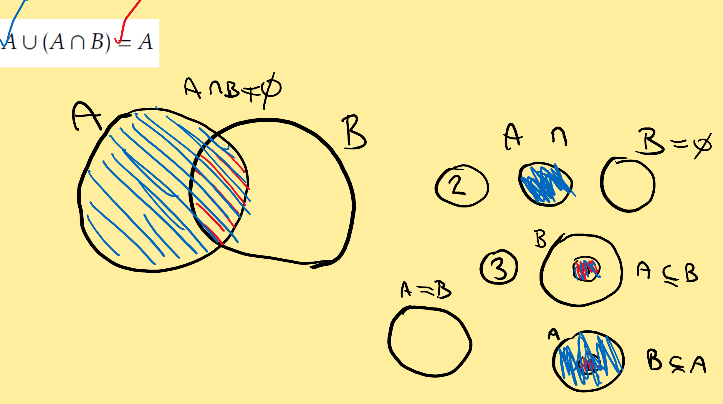 A ∪ (A ∩ B) = A
A ∩ B ≠ ∅
A
B
A ∩ B = ∅
2
3
B
A ⊆ B
A = B
A
B ⊊ A